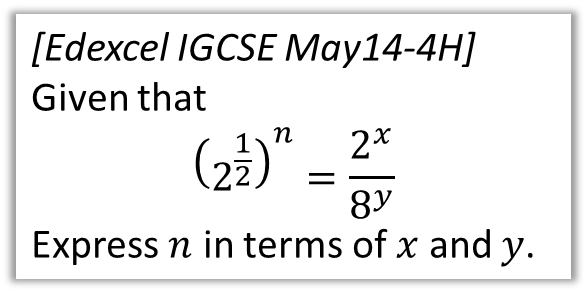 [Edexcel IGCSE May14-4H]
Given that
(2^{1/2})^n = 2^x / 8^y
Express n in terms of x and y.